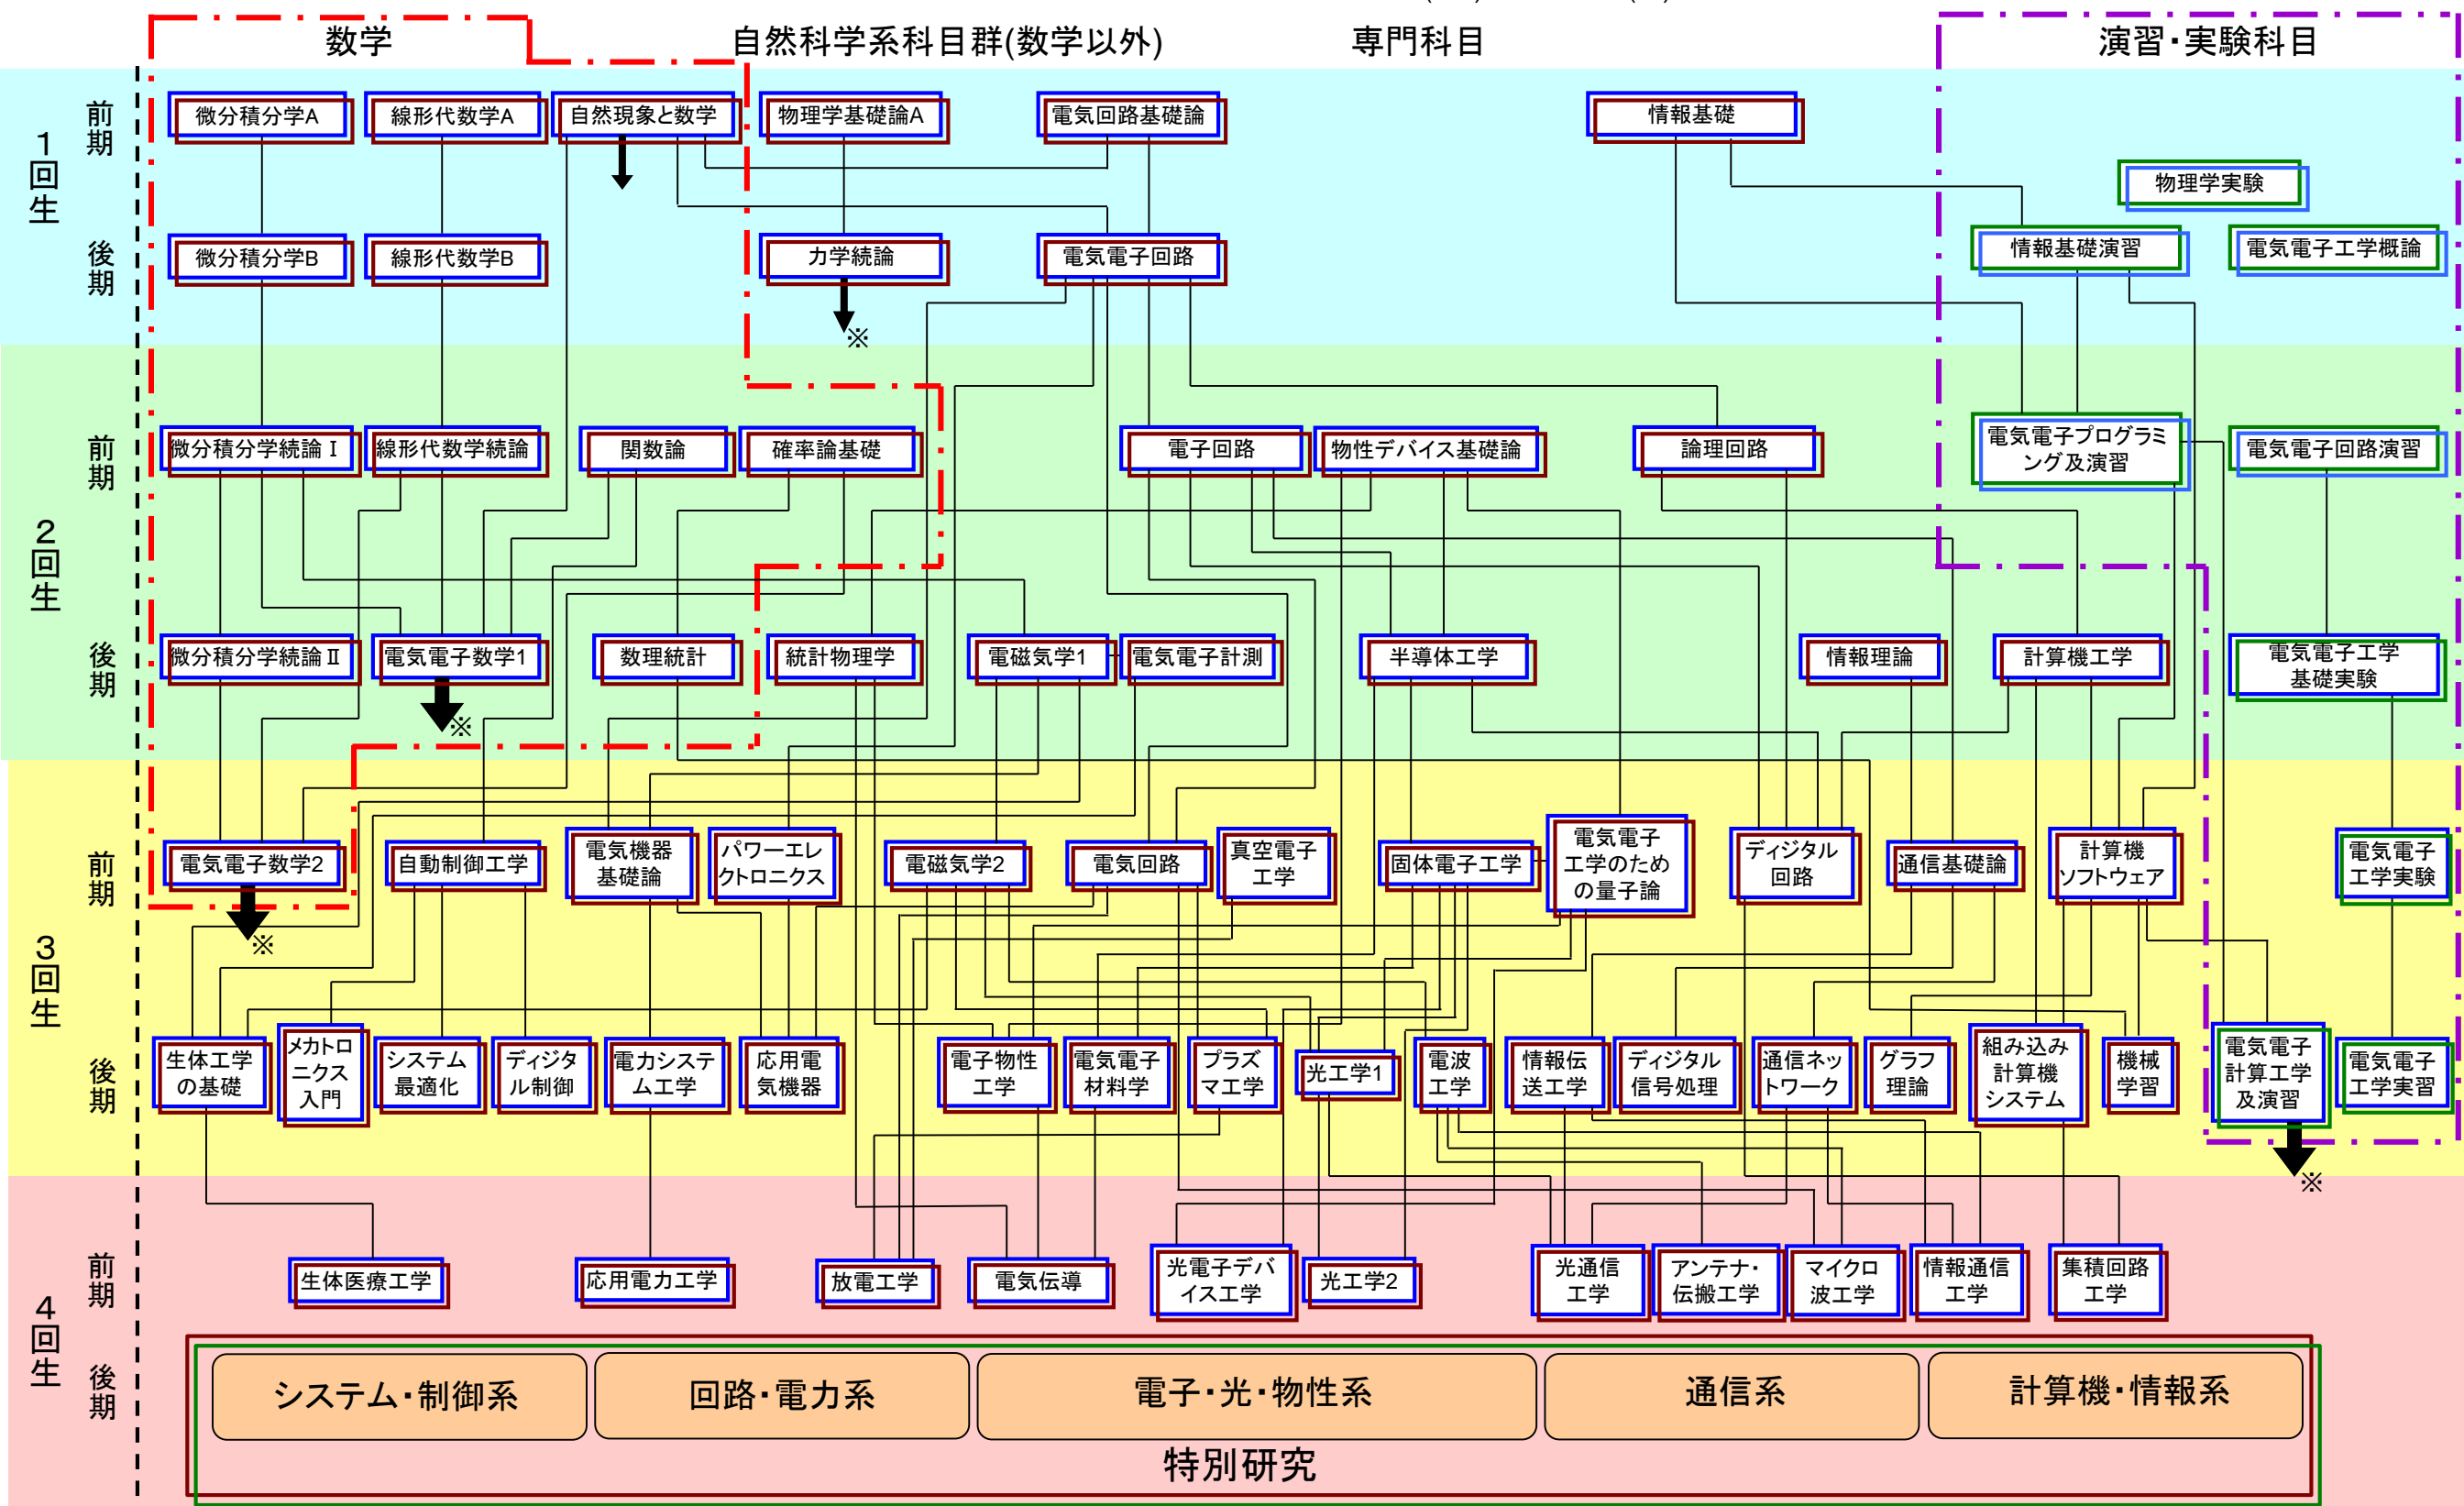 数学
自然科学系科目群(数学以外)
専門科目
演習・実験科目
1回生
前期
微分積分学A
線形代数学A
自然現象と数学
物理学基礎論A
電気回路基礎論
情報基礎
物理学実験
後期
微分積分学B
線形代数学B
力学続論
電気電子回路
情報基礎演習
電気電子工学概論
※
2回生
前期
微分積分学続論Ⅰ
線形代数学続論
関数論
確率論基礎
電子回路
物性デバイス基礎論
論理回路
電気電子プログラミ
ング及演習
電気電子回路演習
後期
微分積分学続論Ⅱ
電気電子数学1
数理統計
統計物理学
電磁気学1
電気電子計測
半導体工学
情報理論
計算機工学
電気電子工学
基礎実験
※
3回生
前期
電気電子数学2
自動制御工学
電気機器
基礎論
パワーエレ
クトロニクス
電磁気学2
電気回路
真空電子
工学
固体電子工学
電気電子
工学のため
の量子論
ディジタル
回路
通信基礎論
計算機
ソフトウェア
電気電子
工学実験
※
後期
生体工学
の基礎
メカトロ
ニクス
入門
システム
最適化
ディジタ
ル制御
電力システ
ム工学
応用電
気機器
電子物性
工学
電気電子
材料学
プラズ
マ工学
光工学1
電波
工学
情報伝
送工学
ディジタル
信号処理
通信ネッ
トワーク
グラフ
理論
組み込み
計算機
システム
機械
学習
電気電子
計算工学
及演習
電気電子
工学実習
※
4回生
前期
生体医療工学
応用電力工学
放電工学
電気伝導
光電子デバ
イス工学
光工学2
光通信
工学
アンテナ・
伝搬工学
マイクロ
波工学
情報通信
工学
集積回路
工学
後期
システム・制御系
回路・電力系
電子・光・物性系
通信系
計算機・情報系
特別研究